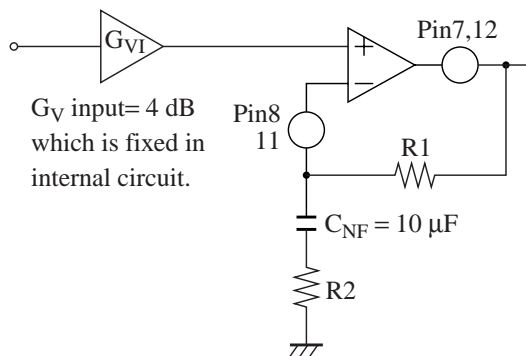 G_VI
Pin7,12
+
−
G_V input= 4 dB
which is fixed in
internal circuit.
Pin8
11
R1
C_NF = 10 μF
R2